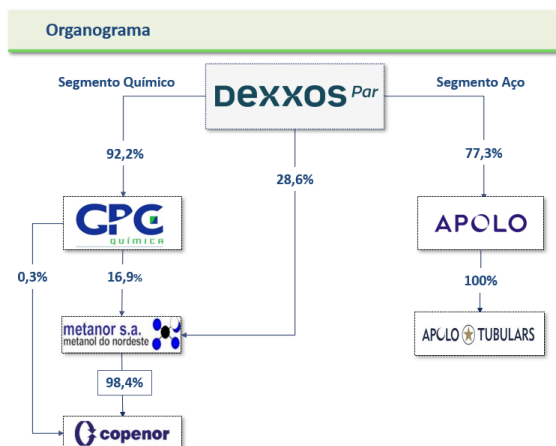 Organograma
Segmento Químico
DEXXOS Par
Segmento Aço
92,2%
28,6%
77,3%
GPC
QUÍMICA
APOLO
0,3%
16,9%
100%
metanor s.a.
metanol do nordeste
APOLO TUBULARS
98,4%
copenor